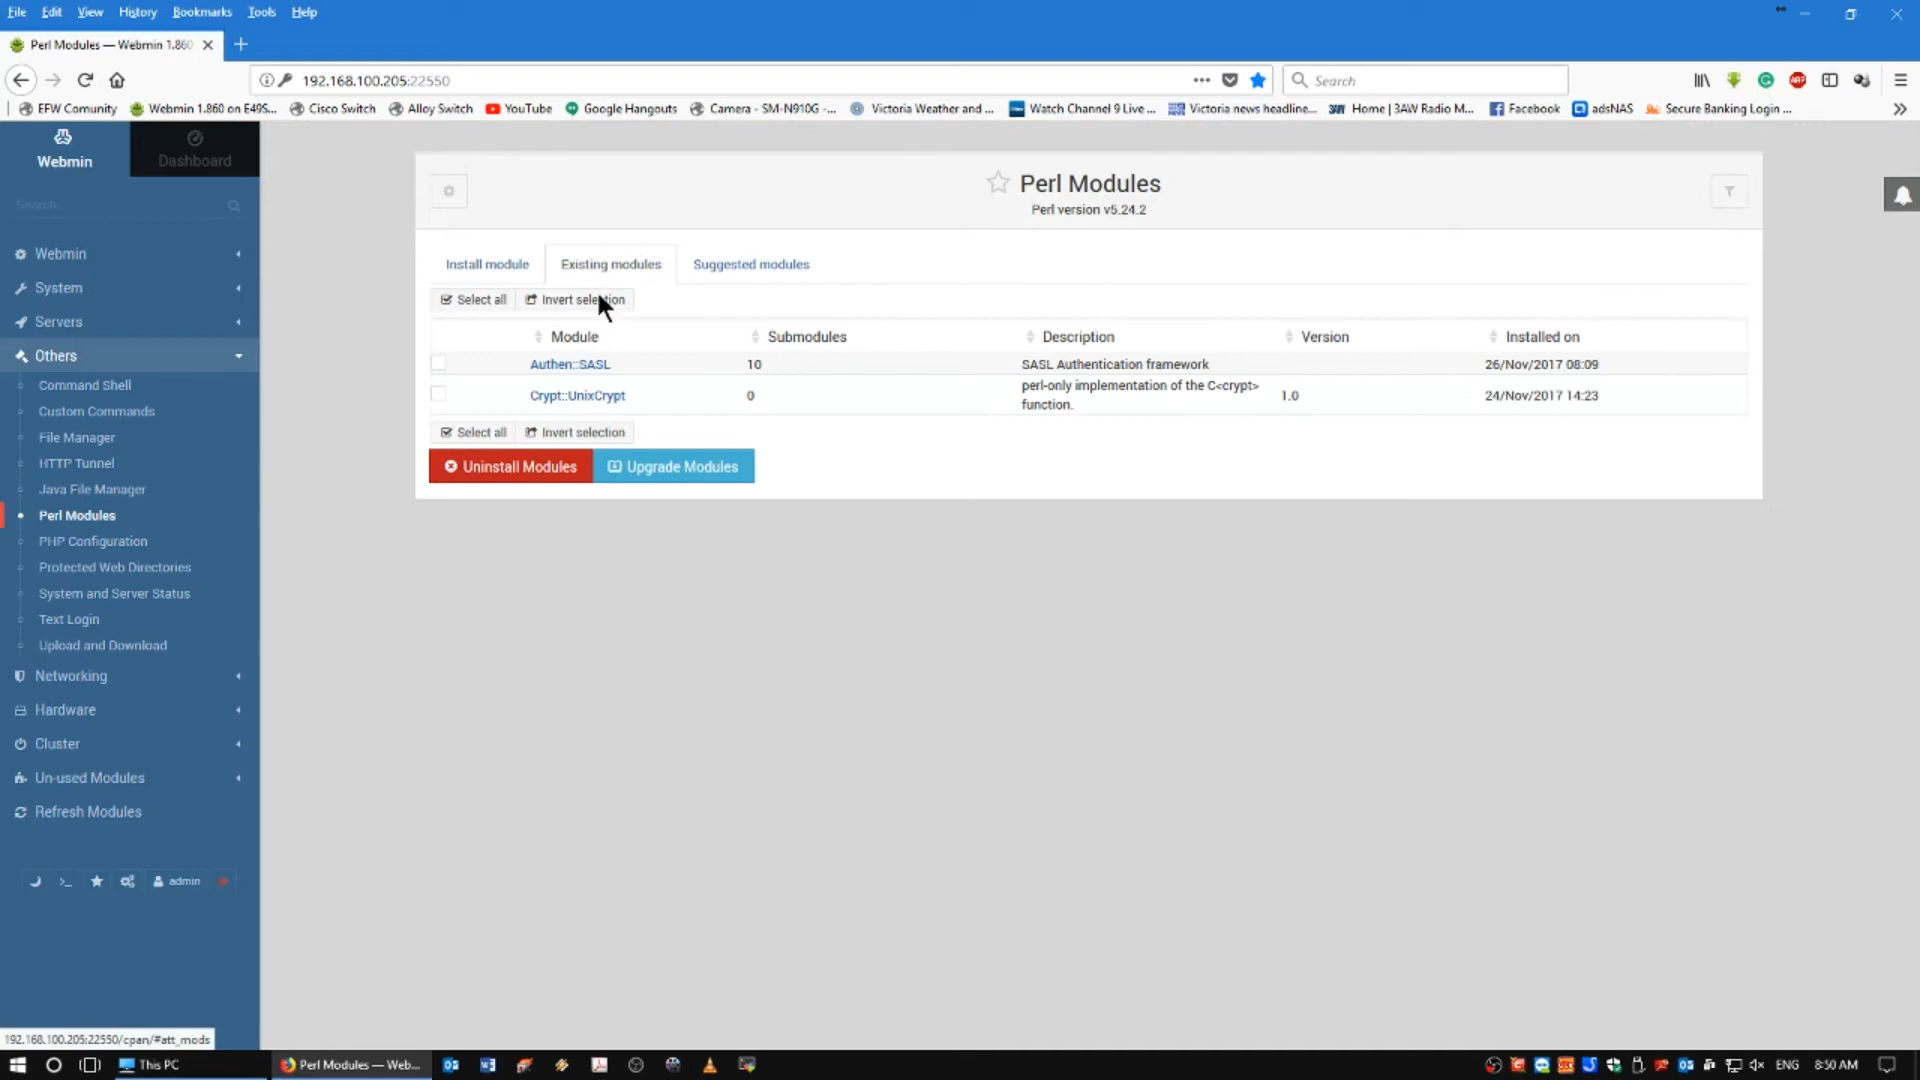 File Edit View History Bookmarks Tools Help
Perl Modules — Webmin 1.860
192.168.100.205:22550
Search
EFW Comunity Webmin 1.860 on E49S... Cisco Switch Alloy Switch YouTube Google Hangouts Camera - SM-N910G -... Victoria Weather and ... Watch Channel 9 Live ... Victoria news headline... Home | 3AW Radio M... Facebook adsNAS Secure Banking Login ...
Webmin
Dashboard
Search...
Webmin
System
Servers
Others
Command Shell
Custom Commands
File Manager
HTTP Tunnel
Java File Manager
Perl Modules
PHP Configuration
Protected Web Directories
System and Server Status
Text Login
Upload and Download
Networking
Hardware
Cluster
Un-used Modules
Refresh Modules
admin
Perl Modules
Perl version v5.24.2
Install module Existing modules Suggested modules
Select all Invert selection
Module Submodules Description Version Installed on
Authen::SASL 10 SASL Authentication framework 26/Nov/2017 08:09
Crypt::UnixCrypt 0 perl-only implementation of the C<crypt> function. 1.0 24/Nov/2017 14:23
Select all Invert selection
Uninstall Modules Upgrade Modules
192.168.100.205:22550/cpan/#att_mods
This PC Perl Modules — Web... ENG 8:50 AM